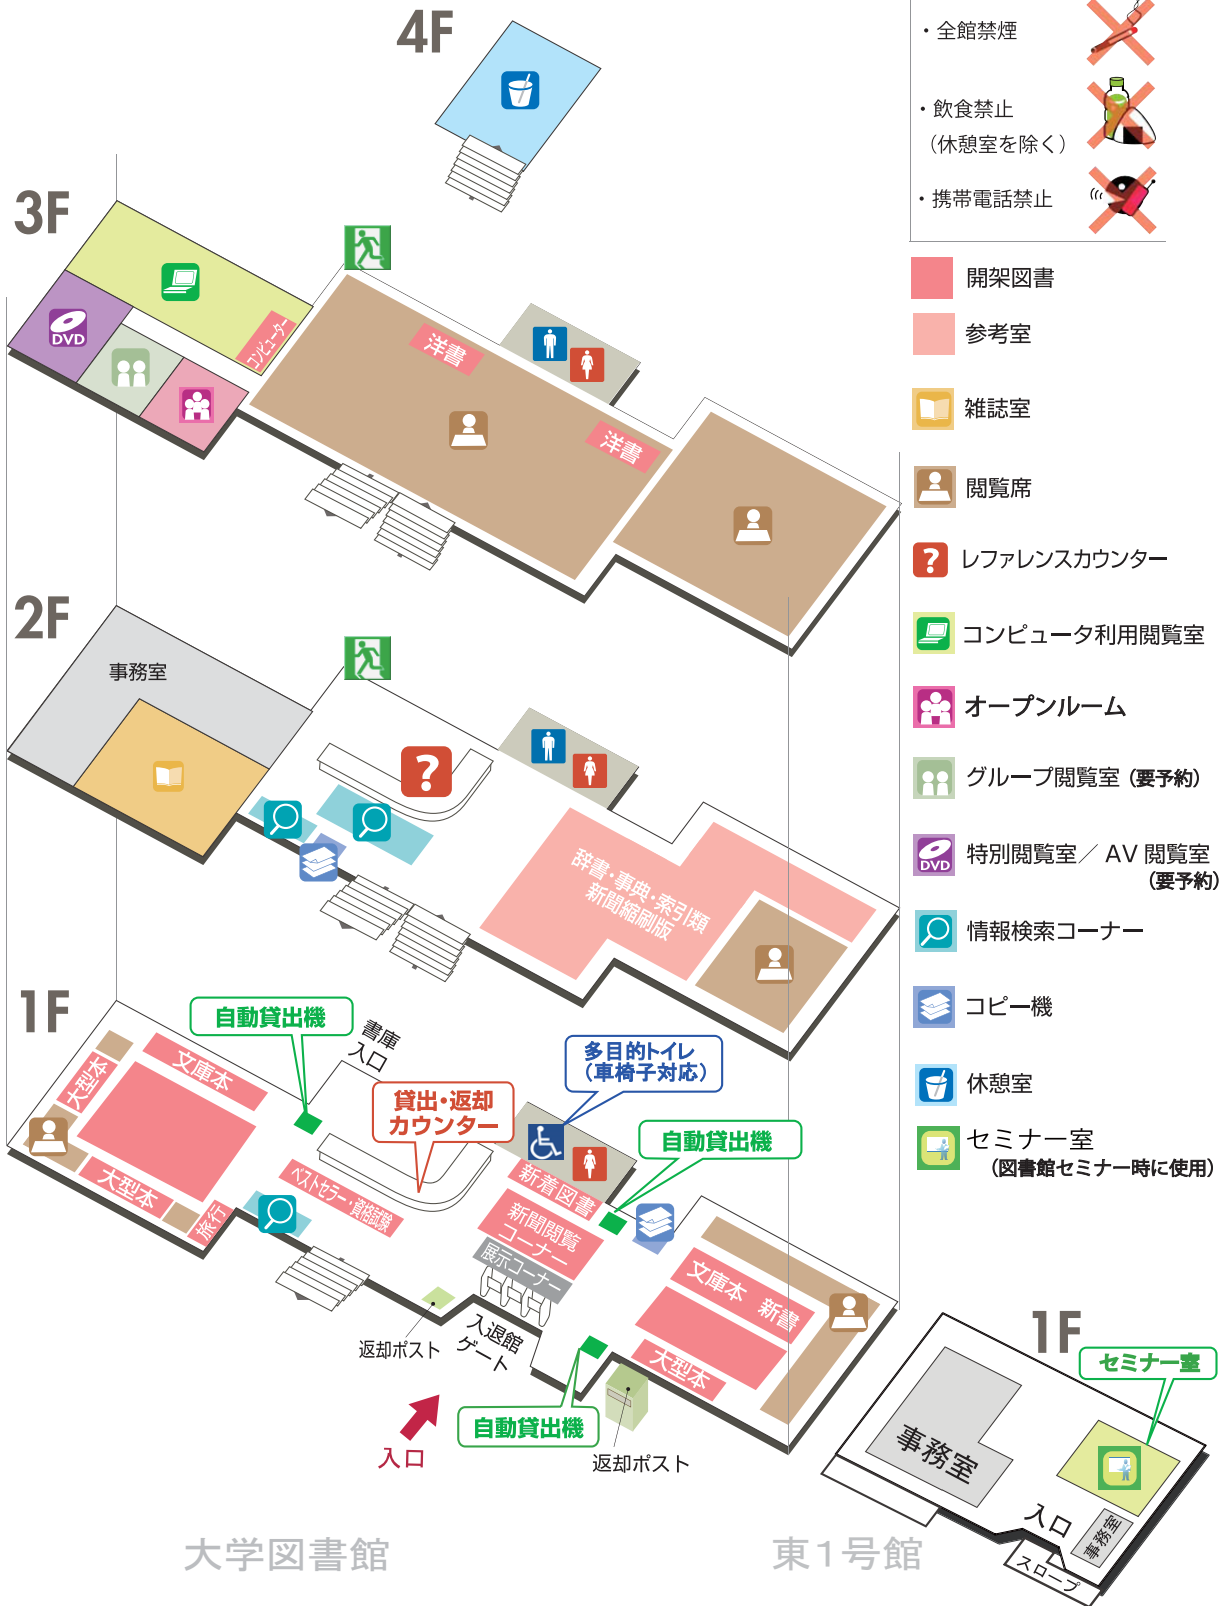 4F
・全館禁煙
・飲食禁止
（休憩室を除く）
・携帯電話禁止
3F
DVD
コンピューター
洋書
洋書
開架図書
参考室
雑誌室
閲覧席
? レファレンスカウンター
コンピュータ利用閲覧室
オープンルーム
グループ閲覧室（要予約）
DVD 特別閲覧室／AV閲覧室
（要予約）
情報検索コーナー
コピー機
休憩室
セミナー室
（図書館セミナー時に使用）
2F
事務室
?
辞書・事典・索引類
新聞縮刷版
1F
自動貸出機
書庫
入口
多目的トイレ
（車椅子対応）
文庫本
大型本
貸出・返却
カウンター
自動貸出機
新着図書
ベストセラー・資格試験
大型本
旅行
新聞閲覧
コーナー
展示コーナー
文庫本 新書
大型本
返却ポスト
入退館
ゲート
入口
自動貸出機
返却ポスト
1F
セミナー室
事務室
入口
事務室
スロープ
大学図書館
東1号館